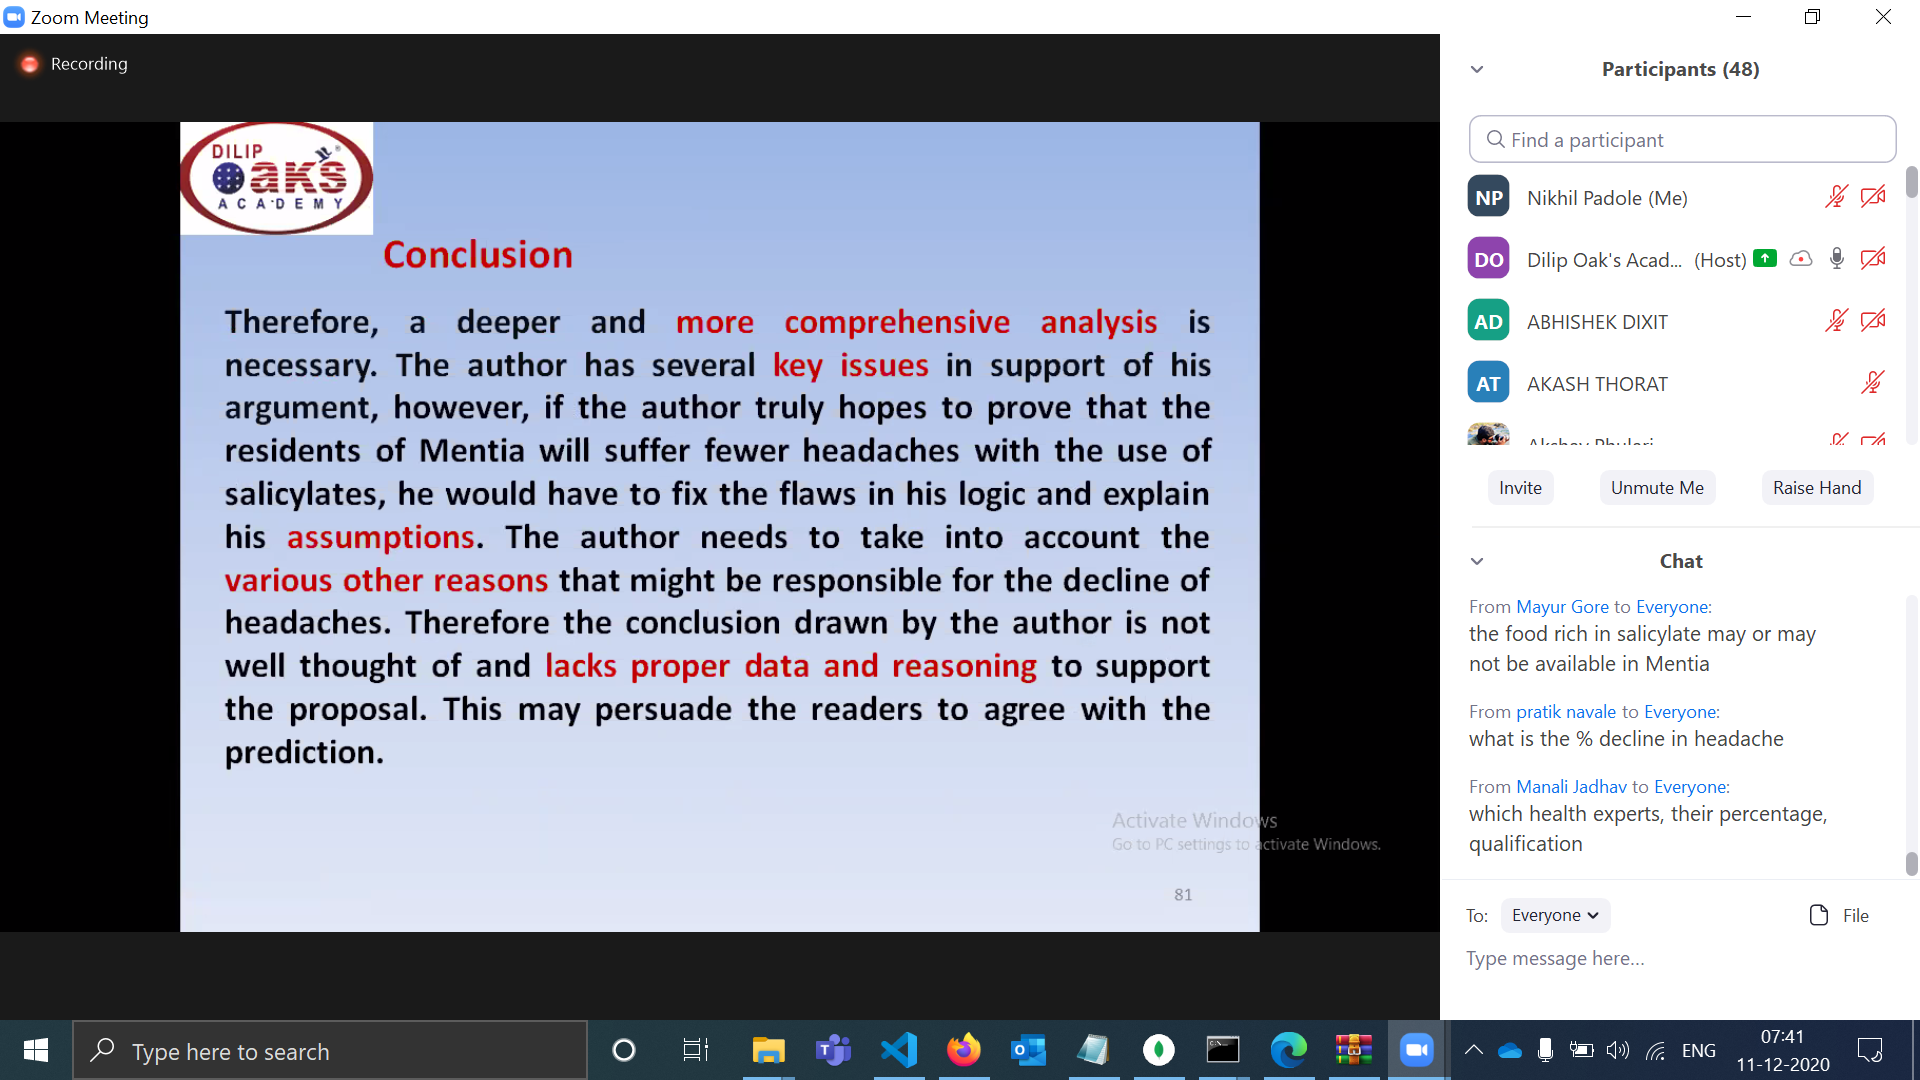 Zoom Meeting
Recording
DILIP
oaks
ACADEMY
Conclusion
Therefore, a deeper and more comprehensive analysis is
necessary. The author has several key issues in support of his
argument, however, if the author truly hopes to prove that the
residents of Mentia will suffer fewer headaches with the use of
salicylates, he would have to fix the flaws in his logic and explain
his assumptions. The author needs to take into account the
various other reasons that might be responsible for the decline of
headaches. Therefore the conclusion drawn by the author is not
well thought of and lacks proper data and reasoning to support
the proposal. This may persuade the readers to agree with the
prediction.
Activate Windows
Go to PC settings to activate Windows.
81
Participants (48)
Find a participant
NP Nikhil Padole (Me)
DO Dilip Oak's Acad... (Host)
AD ABHISHEK DIXIT
AT AKASH THORAT
Invite
Unmute Me
Raise Hand
Chat
From Mayur Gore to Everyone:
the food rich in salicylate may or may
not be available in Mentia
From pratik navale to Everyone:
what is the % decline in headache
From Manali Jadhav to Everyone:
which health experts, their percentage,
qualification
To: Everyone
File
Type message here...
Type here to search
ENG
07:41
11-12-2020